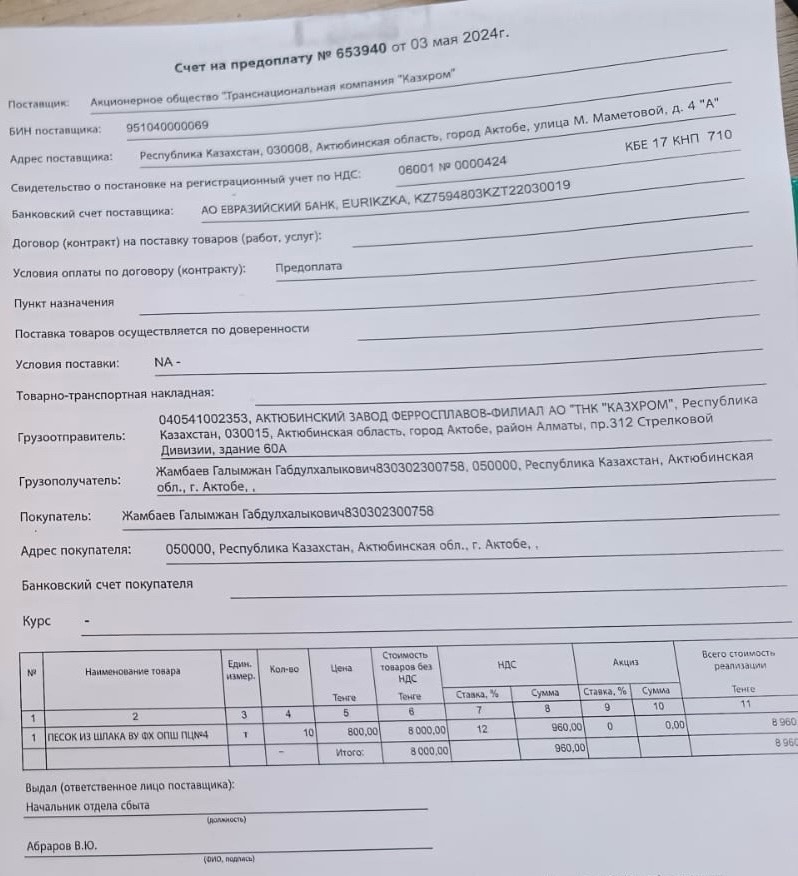 Счет на предоплату № 653940 от 03 мая 2024г.
Поставщик: Акционерное общество "Транснациональная компания "Казхром"
БИН поставщика: 951040000069
Адрес поставщика: Республика Казахстан, 030008, Актюбинская область, город Актобе, улица М. Маметовой, д. 4 "А"
Свидетельство о постановке на регистрационный учет по НДС: 06001 № 0000424 КБЕ 17 КНП 710
Банковский счет поставщика: АО ЕВРАЗИЙСКИЙ БАНК, EURIKZKA, KZ7594803KZT22030019
Договор (контракт) на поставку товаров (работ, услуг):
Условия оплаты по договору (контракту): Предоплата
Пункт назначения
Поставка товаров осуществляется по доверенности
Условия поставки: NA -
Товарно-транспортная накладная:
Грузоотправитель: 040541002353, АКТЮБИНСКИЙ ЗАВОД ФЕРРОСПЛАВОВ-ФИЛИАЛ АО "ТНК "КАЗХРОМ", Республика
Казахстан, 030015, Актюбинская область, город Актобе, район Алматы, пр.312 Стрелковой
Дивизии, здание 60А
Грузополучатель: Жамбаев Галымжан Габдулхалыкович830302300758, 050000, Республика Казахстан, Актюбинская
обл., г. Актобе, ,
Покупатель: Жамбаев Галымжан Габдулхалыкович830302300758
Адрес покупателя: 050000, Республика Казахстан, Актюбинская обл., г. Актобе, ,
Банковский счет покупателя
Курс -
№ Наименование товара Един. измер. Кол-во Цена Тенге Стоимость товаров без НДС Тенге НДС Ставка, % Сумма Акциз Ставка, % Сумма Всего стоимость реализации Тенге
1 2 3 4 5 6 7 8 9 10 11
1 ПЕСОК ИЗ ШЛАКА ВУ ФХ ОПШ ПЦ№4 т 10 800,00 8 000,00 12 960,00 0 0,00 8 960
– Итого: 8 000,00 960,00 8 960
Выдал (ответственное лицо поставщика):
Начальник отдела сбыта
(должность)
Абраров В.Ю.
(ФИО, подпись)